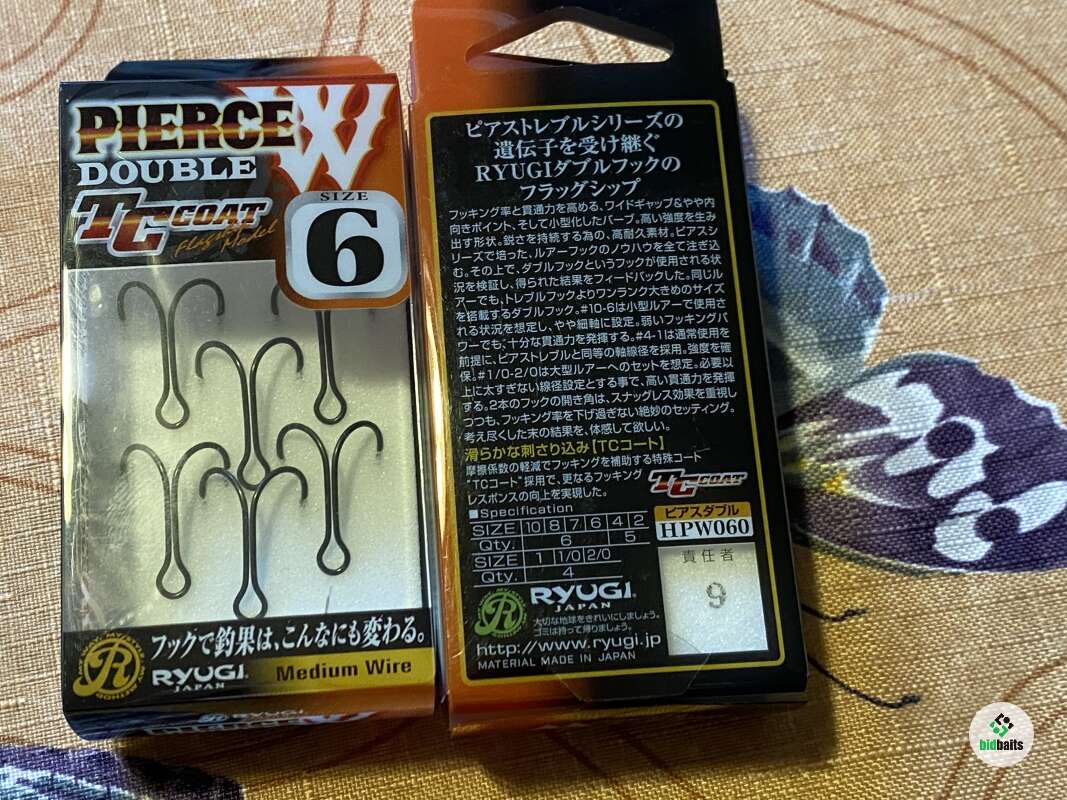 PIERCE W
DOUBLE
TC COAT
Flagship Model
SIZE
6
フックで釣果は、こんなにも変わる。
RYUGI
JAPAN
Medium Wire
RYUGI
ピアストレブルシリーズの
遺伝子を受け継ぐ
RYUGIダブルフックの
フラッグシップ
フッキング率と貫通力を高める、ワイドギャップ&やや内
向きポイント、そして小型化したバーブ。高い強度を生み
出す形状。鋭さを持続する為の、高耐久素材。ピアスシ
リーズで培った、ルアーフックのノウハウを全て注ぎ込
む。その上で、ダブルフックというフックが使用される状
況を検証し、得られた結果をフィードバックした。同じル
アーでも、トレブルフックよりワンランク大きめのサイズ
を搭載するダブルフック。#10-6は小型ルアーで使用さ
れる状況を想定し、やや細軸に設定。弱いフッキングパ
ワーでも、十分な貫通力を発揮する。#4-1は通常使用を
前提に、ピアストレブルと同等の軸線径を採用。強度を確
保。#1/0-2/0は大型ルアーへのセットを想定。必要以
上に太すぎない線径設定とする事で、高い貫通力を発揮
する。2本のフックの開き角は、スナッグレス効果を重視し
つつも、フッキング率を下げ過ぎない絶妙のセッティング。
考え尽くした末の結果を、体感して欲しい。
滑らかな刺さり込み【TCコート】
摩擦係数の軽減でフッキングを補助する特殊コート
"TCコート"採用で、更なるフッキング
レスポンスの向上を実現した。
TC COAT
■Specification
SIZE 10 8 7 6 4 2
Qty. 6 5
SIZE 1 1/0 2/0
Qty. 4
ピアスダブル
HPW060
責任者
9
RYUGI
JAPAN
大切な地球をきれいにしましょう。
ゴミは持って帰りましょう。
http://www.ryugi.jp
MATERIAL MADE IN JAPAN
bidbaits